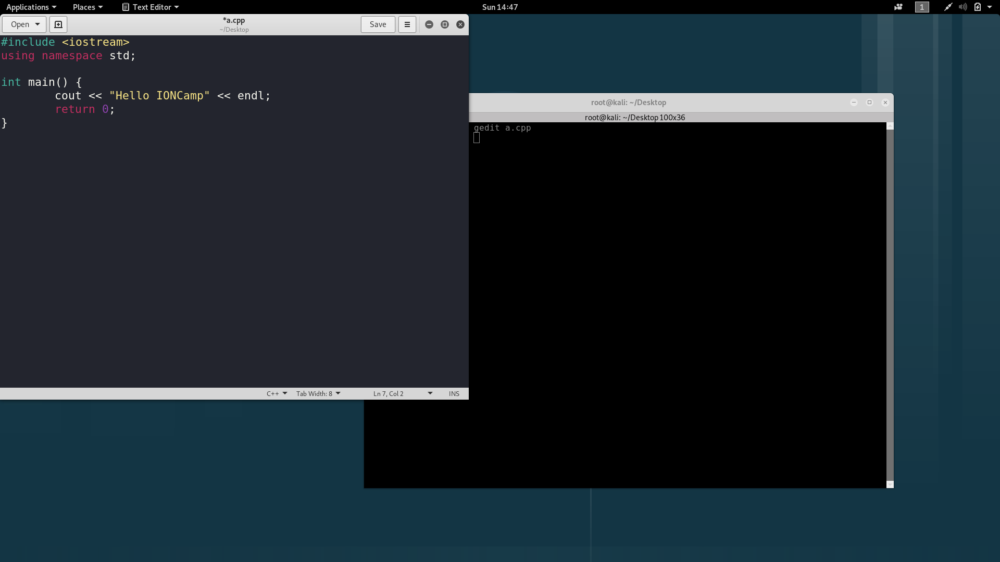 Applications Places Text Editor Sun 14:47 1
Open *a.cpp Save
~/Desktop
#include <iostream>
using namespace std;
int main() {
cout << "Hello IONCamp" << endl;
return 0;
}
C++ Tab Width: 8 Ln 7, Col 2 INS
root@kali: ~/Desktop
root@kali: ~/Desktop 100x36
gedit a.cpp